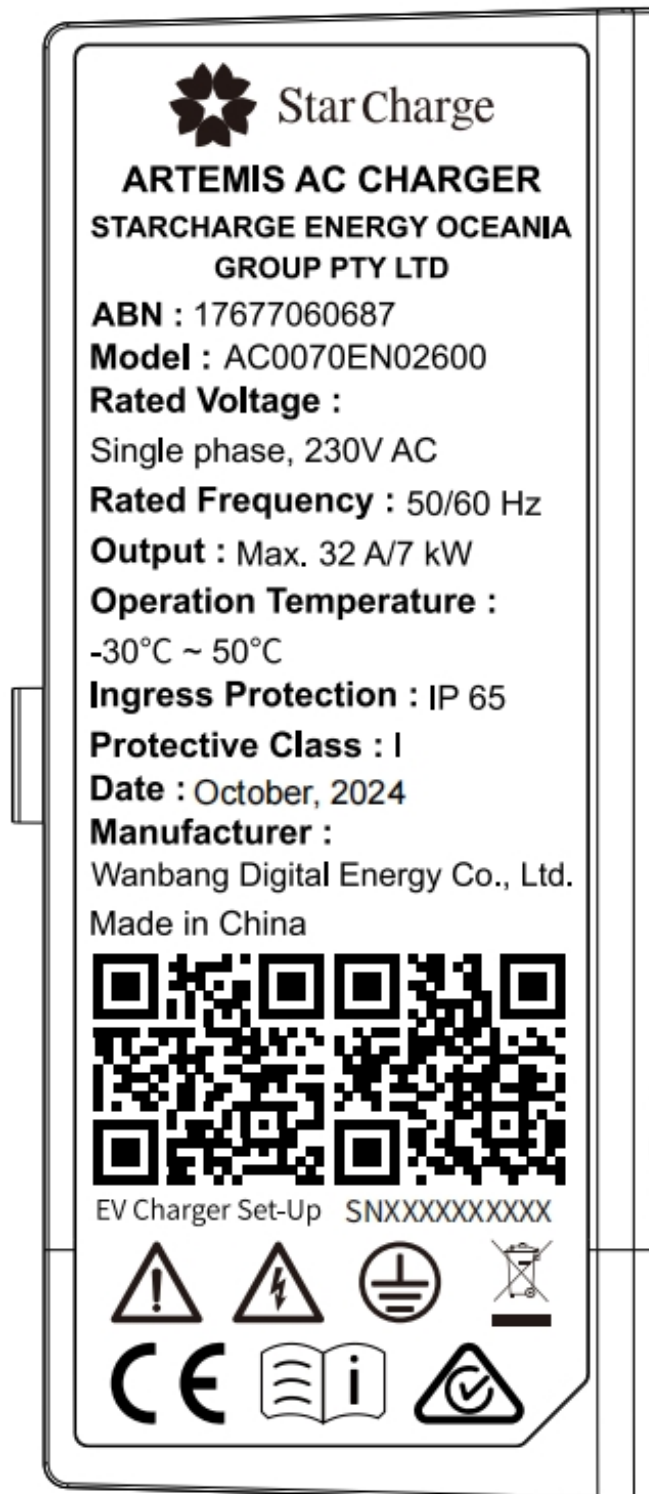 Star Charge
ARTEMIS AC CHARGER
STARCHARGE ENERGY OCEANIA
GROUP PTY LTD
ABN : 17677060687
Model : AC0070EN02600
Rated Voltage :
Single phase, 230V AC
Rated Frequency : 50/60 Hz
Output : Max. 32 A/7 kW
Operation Temperature :
-30°C ~ 50°C
Ingress Protection : IP 65
Protective Class : I
Date : October, 2024
Manufacturer :
Wanbang Digital Energy Co., Ltd.
Made in China
EV Charger Set-Up SNXXXXXXXXXX
CE i